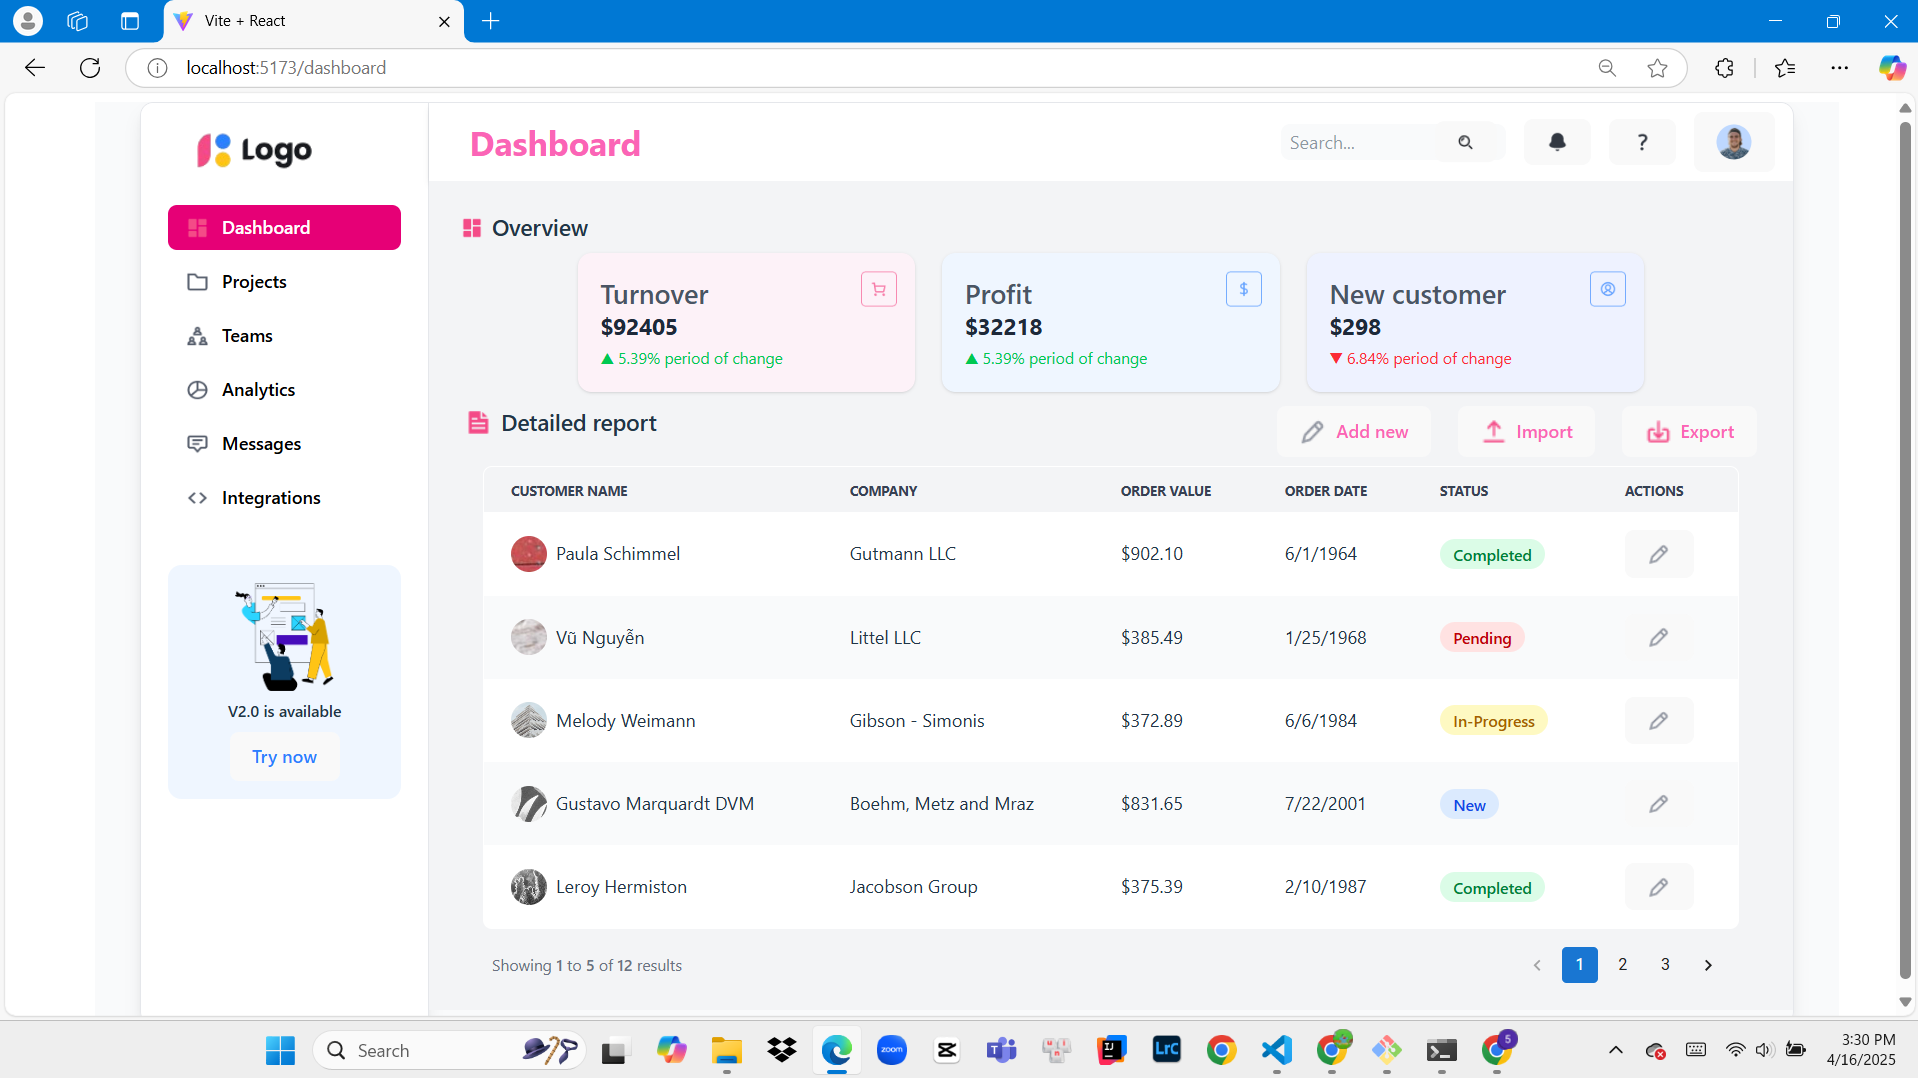 Vite + React
localhost:5173/dashboard
Logo
Dashboard
Search...
?
Dashboard
Projects
Teams
Analytics
Messages
Integrations
V2.0 is available
Try now
Overview
Turnover
$92405
▲ 5.39% period of change
Profit
$
$32218
▲ 5.39% period of change
New customer
$298
▼ 6.84% period of change
Detailed report
Add new
Import
Export
CUSTOMER NAME COMPANY ORDER VALUE ORDER DATE STATUS ACTIONS
Paula Schimmel Gutmann LLC $902.10 6/1/1964 Completed
Vũ Nguyễn Littel LLC $385.49 1/25/1968 Pending
Melody Weimann Gibson - Simonis $372.89 6/6/1984 In-Progress
Gustavo Marquardt DVM Boehm, Metz and Mraz $831.65 7/22/2001 New
Leroy Hermiston Jacobson Group $375.39 2/10/1987 Completed
Showing 1 to 5 of 12 results
1 2 3
Search
zoom
LrC
5
3:30 PM
4/16/2025